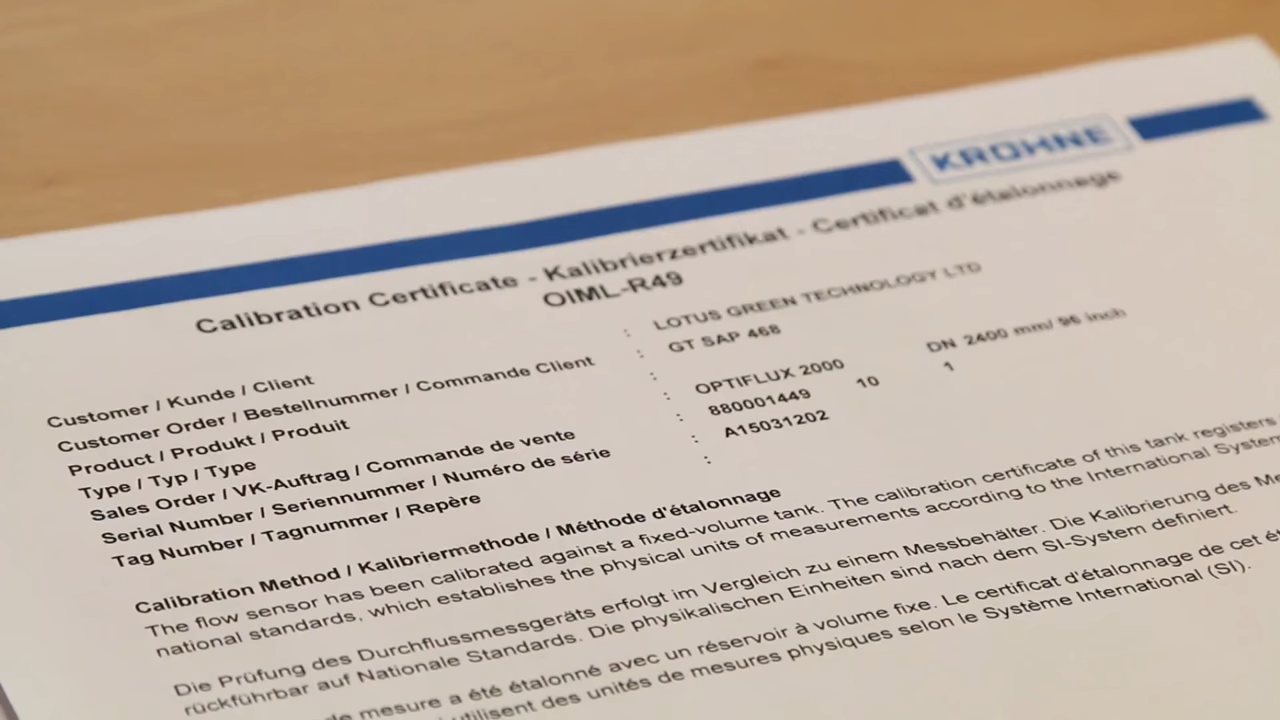 KROHNE
Calibration Certificate - Kalibrierzertifikat - Certificat d'étalonnage
OIML-R49
Customer / Kunde / Client : LOTUS GREEN TECHNOLOGY LTD
Customer Order / Bestellnummer / Commande Client : GT SAP 468
Product / Produkt / Produit :
Type / Typ / Type : OPTIFLUX 2000 DN 2400 mm/ 96 inch
Sales Order / VK-Auftrag / Commande de vente : 880001449 10 1
Serial Number / Seriennummer / Numéro de série : A15031202
Tag Number / Tagnummer / Repère :
Calibration Method / Kalibriermethode / Méthode d'étalonnage
The flow sensor has been calibrated against a fixed-volume tank. The calibration certificate of this tank registers
national standards, which establishes the physical units of measurements according to the International System
Die Prüfung des Durchflussmessgeräts erfolgt im Vergleich zu einem Messbehälter. Die Kalibrierung des Me
rückführbar auf Nationale Standards. Die physikalischen Einheiten sind nach dem SI-System definiert.
de mesure a été étalonné avec un réservoir à volume fixe. Le certificat d'étalonnage de cet
utilisent des unités de mesures physiques selon le Système International (SI).